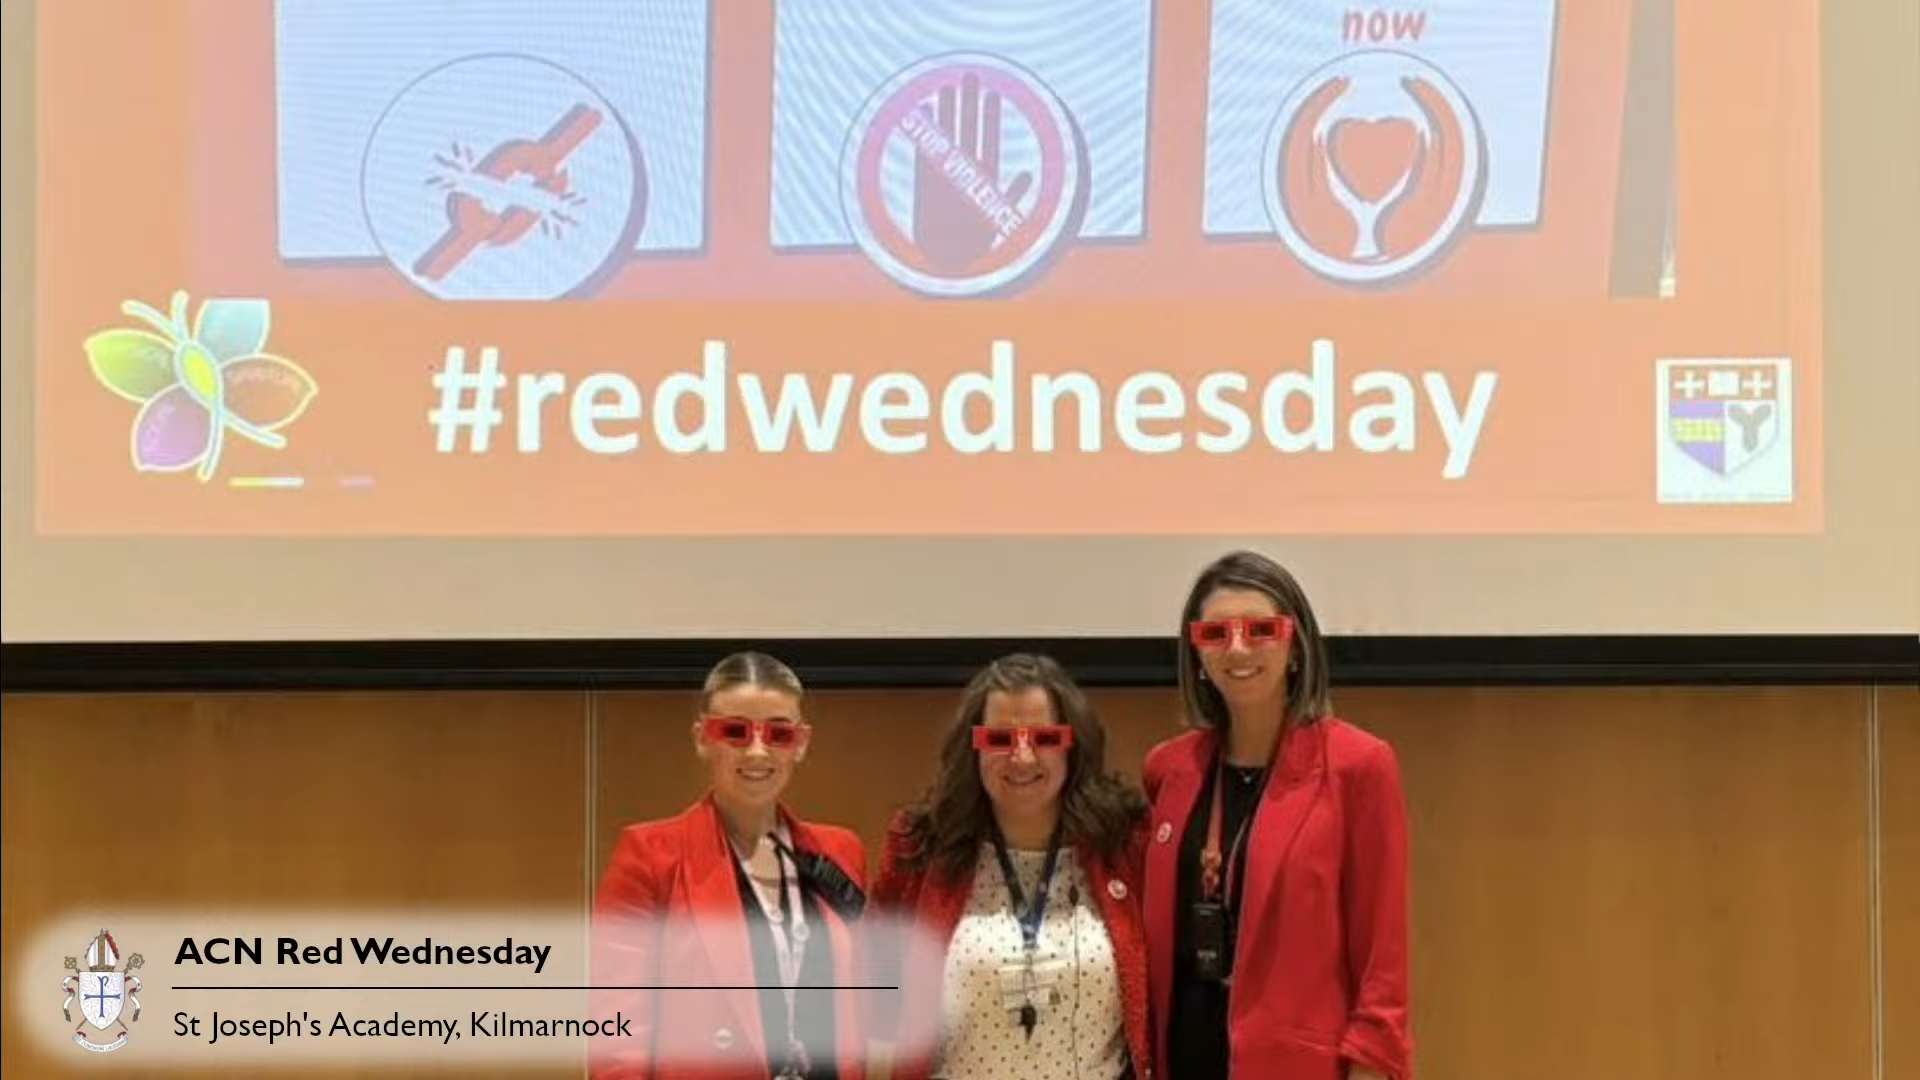 now
STOP VIOLENCE
#redwednesday
ACN Red Wednesday
St Joseph's Academy, Kilmarnock